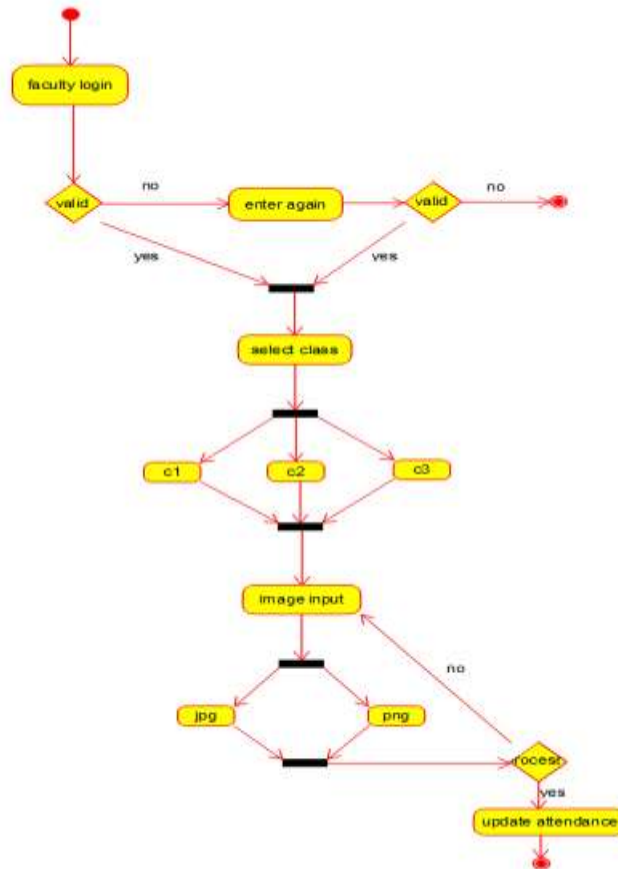 faculty login
valid
no
enter again
valid
no
yes
yes
select class
c1
c2
c3
image input
no
jpg
png
rocest
yes
update attendance